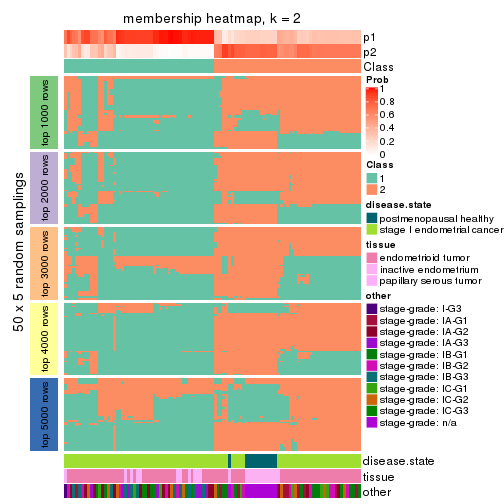 membership heatmap, k = 2
p1
p2
Class
50 x 5 random samplings
top 1000 rows
top 2000 rows
top 3000 rows
top 4000 rows
top 5000 rows
disease.state
tissue
other
Prob
1
0.8
0.6
0.4
0.2
0
Class
1
2
disease.state
postmenopausal healthy
stage I endometrial cancer
tissue
endometrioid tumor
inactive endometrium
papillary serous tumor
other
stage-grade: I-G3
stage-grade: IA-G1
stage-grade: IA-G2
stage-grade: IA-G3
stage-grade: IB-G1
stage-grade: IB-G2
stage-grade: IB-G3
stage-grade: IC-G1
stage-grade: IC-G2
stage-grade: IC-G3
stage-grade: n/a